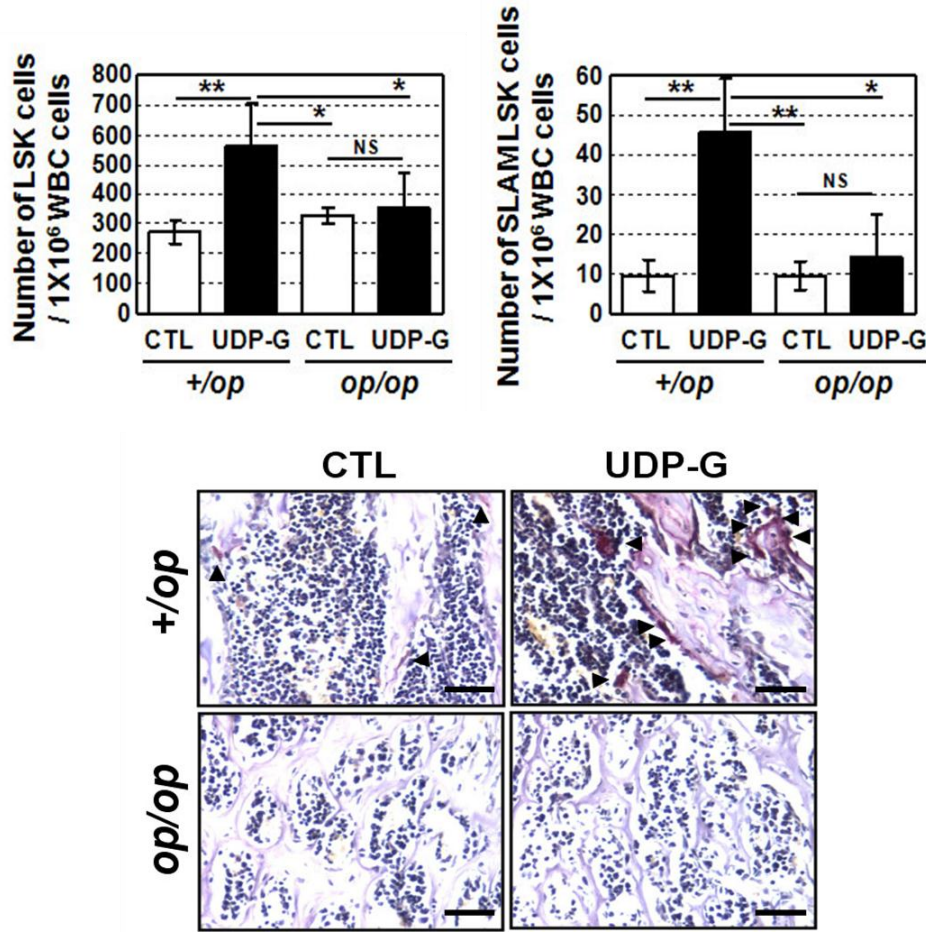 Number of LSK cells
/ 1X10⁶ WBC cells
800
700
600
500
400
300
200
100
0
**
*
*
NS
CTL UDP-G CTL UDP-G
+/op op/op
Number of SLAM LSK cells
/ 1X10⁶ WBC cells
60
50
40
30
20
10
0
**
*
**
NS
CTL UDP-G CTL UDP-G
+/op op/op
CTL UDP-G
+/op
op/op